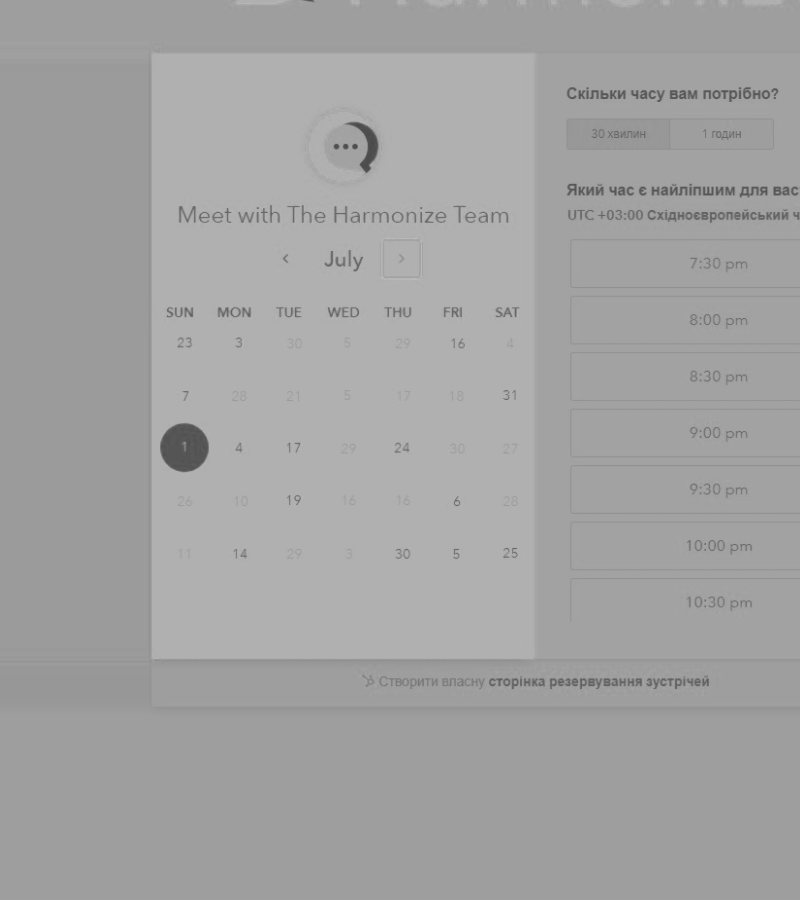 Meet with The Harmonize Team
July
SUN MON TUE WED THU FRI SAT
23 3 30 5 29 16 4
7 28 21 5 17 18 31
1 4 17 29 24 30 27
26 10 19 16 16 6 28
11 14 29 3 30 5 25
Скільки часу вам потрібно?
30 хвилин 1 годин
Який час є найліпшим для вас
UTC +03:00 Східноєвропейський ч
7:30 pm
8:00 pm
8:30 pm
9:00 pm
9:30 pm
10:00 pm
10:30 pm
Створити власну сторінка резервування зустрічей